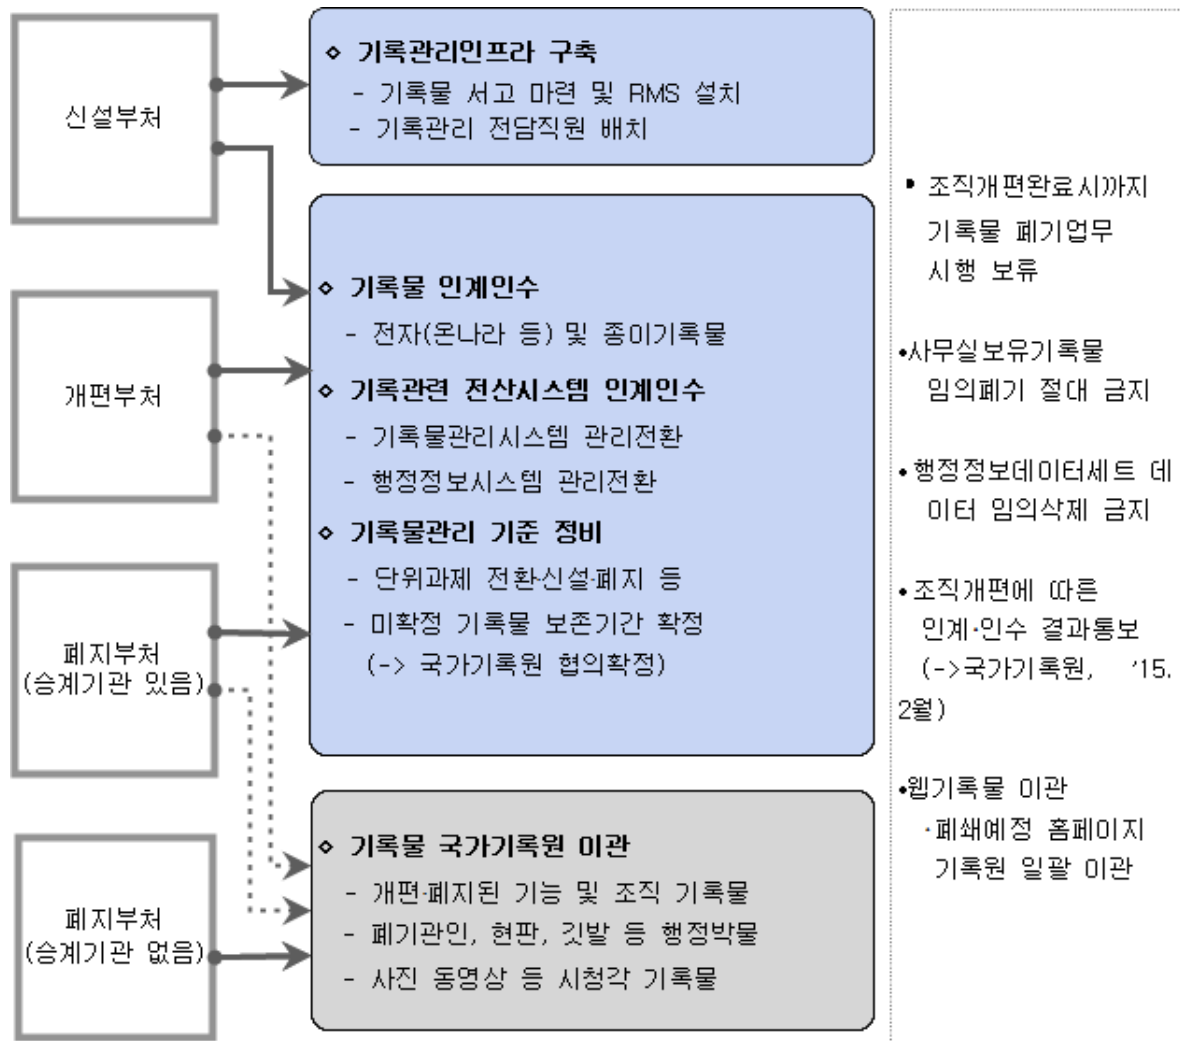 신설부처
개편부처
폐지부처
(승계기관 있음)
폐지부처
(승계기관 없음)
◇ 기록관리인프라 구축
- 기록물 서고 마련 및 RMS 설치
- 기록관리 전담직원 배치
◇ 기록물 인계인수
- 전자(온나라 등) 및 종이기록물
◇ 기록관련 전산시스템 인계인수
- 기록물관리시스템 관리전환
- 행정정보시스템 관리전환
◇ 기록물관리 기준 정비
- 단위과제 전환·신설·폐지 등
- 미확정 기록물 보존기간 확정
(-> 국가기록원 협의확정)
◇ 기록물 국가기록원 이관
- 개편·폐지된 기능 및 조직 기록물
- 폐기관인, 현판, 깃발 등 행정박물
- 사진 동영상 등 시청각 기록물
• 조직개편완료시까지
기록물 폐기업무
시행 보류
•사무실보유기록물
임의폐기 절대 금지
•행정정보데이터세트 데
이터 임의삭제 금지
•조직개편에 따른
인계·인수 결과통보
(->국가기록원, '15.
2월)
•웹기록물 이관
·폐쇄예정 홈페이지
기록원 일괄 이관